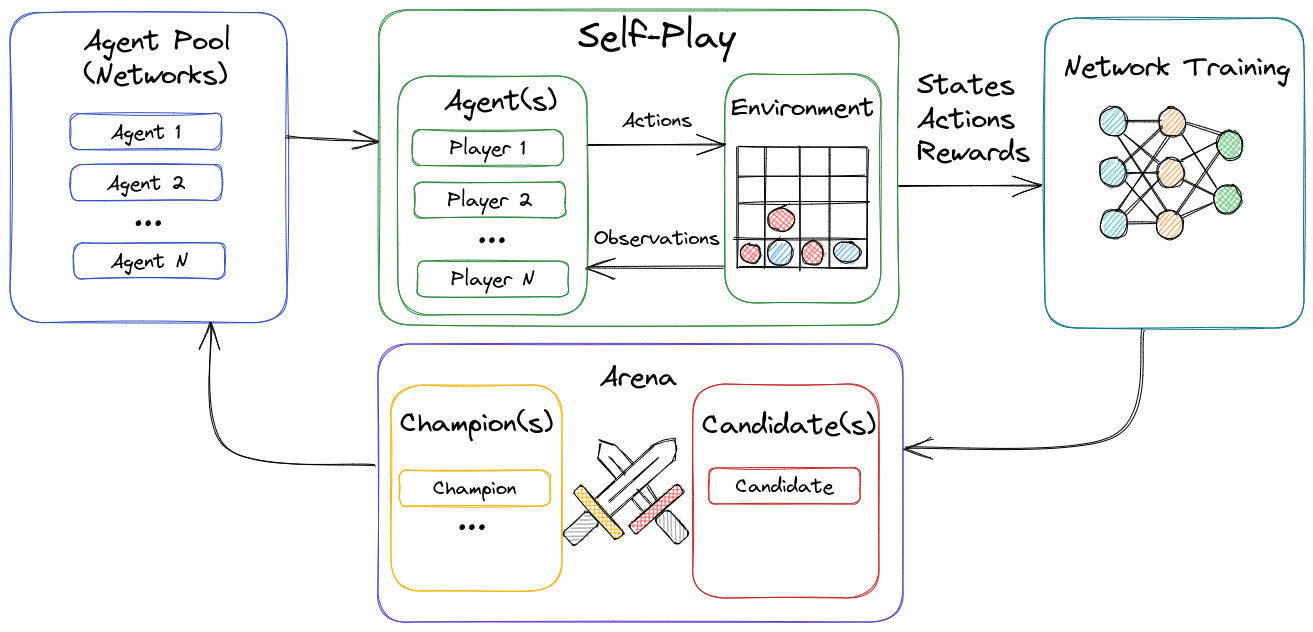 Agent Pool
(Networks)
Agent 1
Agent 2
...
Agent N
Self-Play
Agent(s)
Player 1
Player 2
...
Player N
Actions
Observations
Environment
States
Actions
Rewards
Network Training
Arena
Champion(s)
Champion
...
Candidate(s)
Candidate